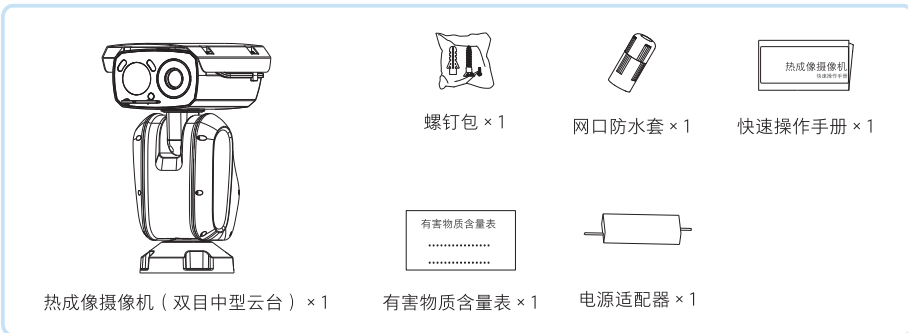 热成像摄像机
快速操作手册
螺钉包 × 1
网口防水套 × 1
快速操作手册 × 1
有害物质含量表
热成像摄像机（双目中型云台）× 1
有害物质含量表 × 1
电源适配器 × 1